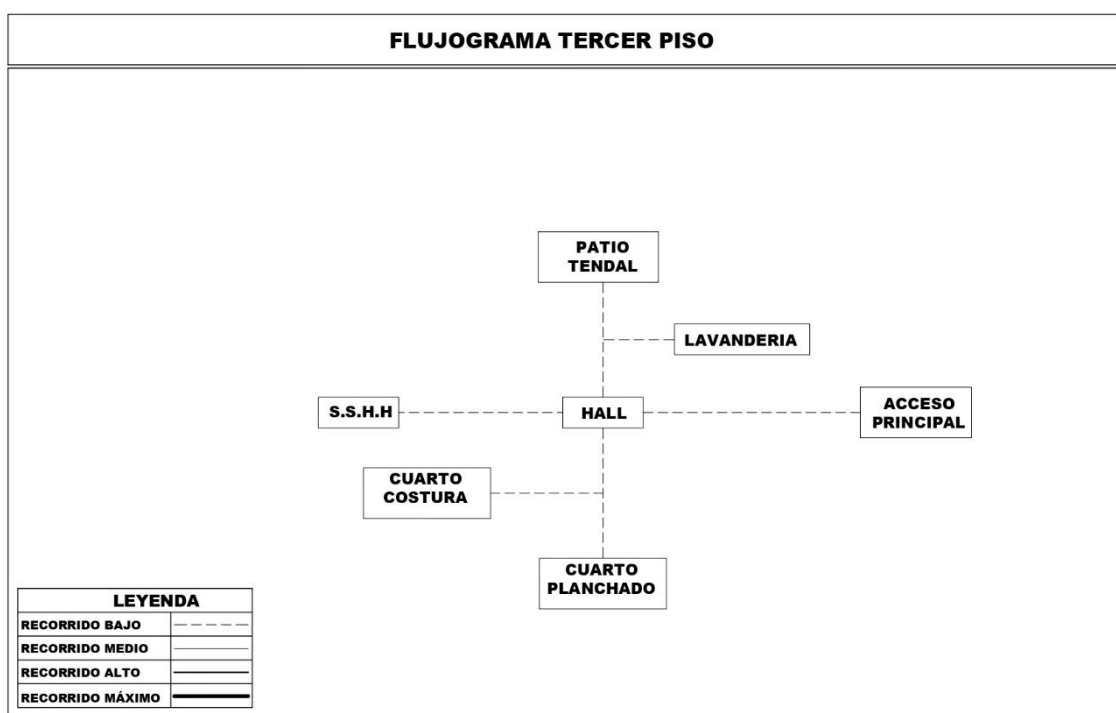 FLUJOGRAMA TERCER PISO
PATIO
TENDAL
LAVANDERIA
S.S.H.H
HALL
ACCESO
PRINCIPAL
CUARTO
COSTURA
CUARTO
PLANCHADO
LEYENDA
RECORRIDO BAJO
RECORRIDO MEDIO
RECORRIDO ALTO
RECORRIDO MÁXIMO